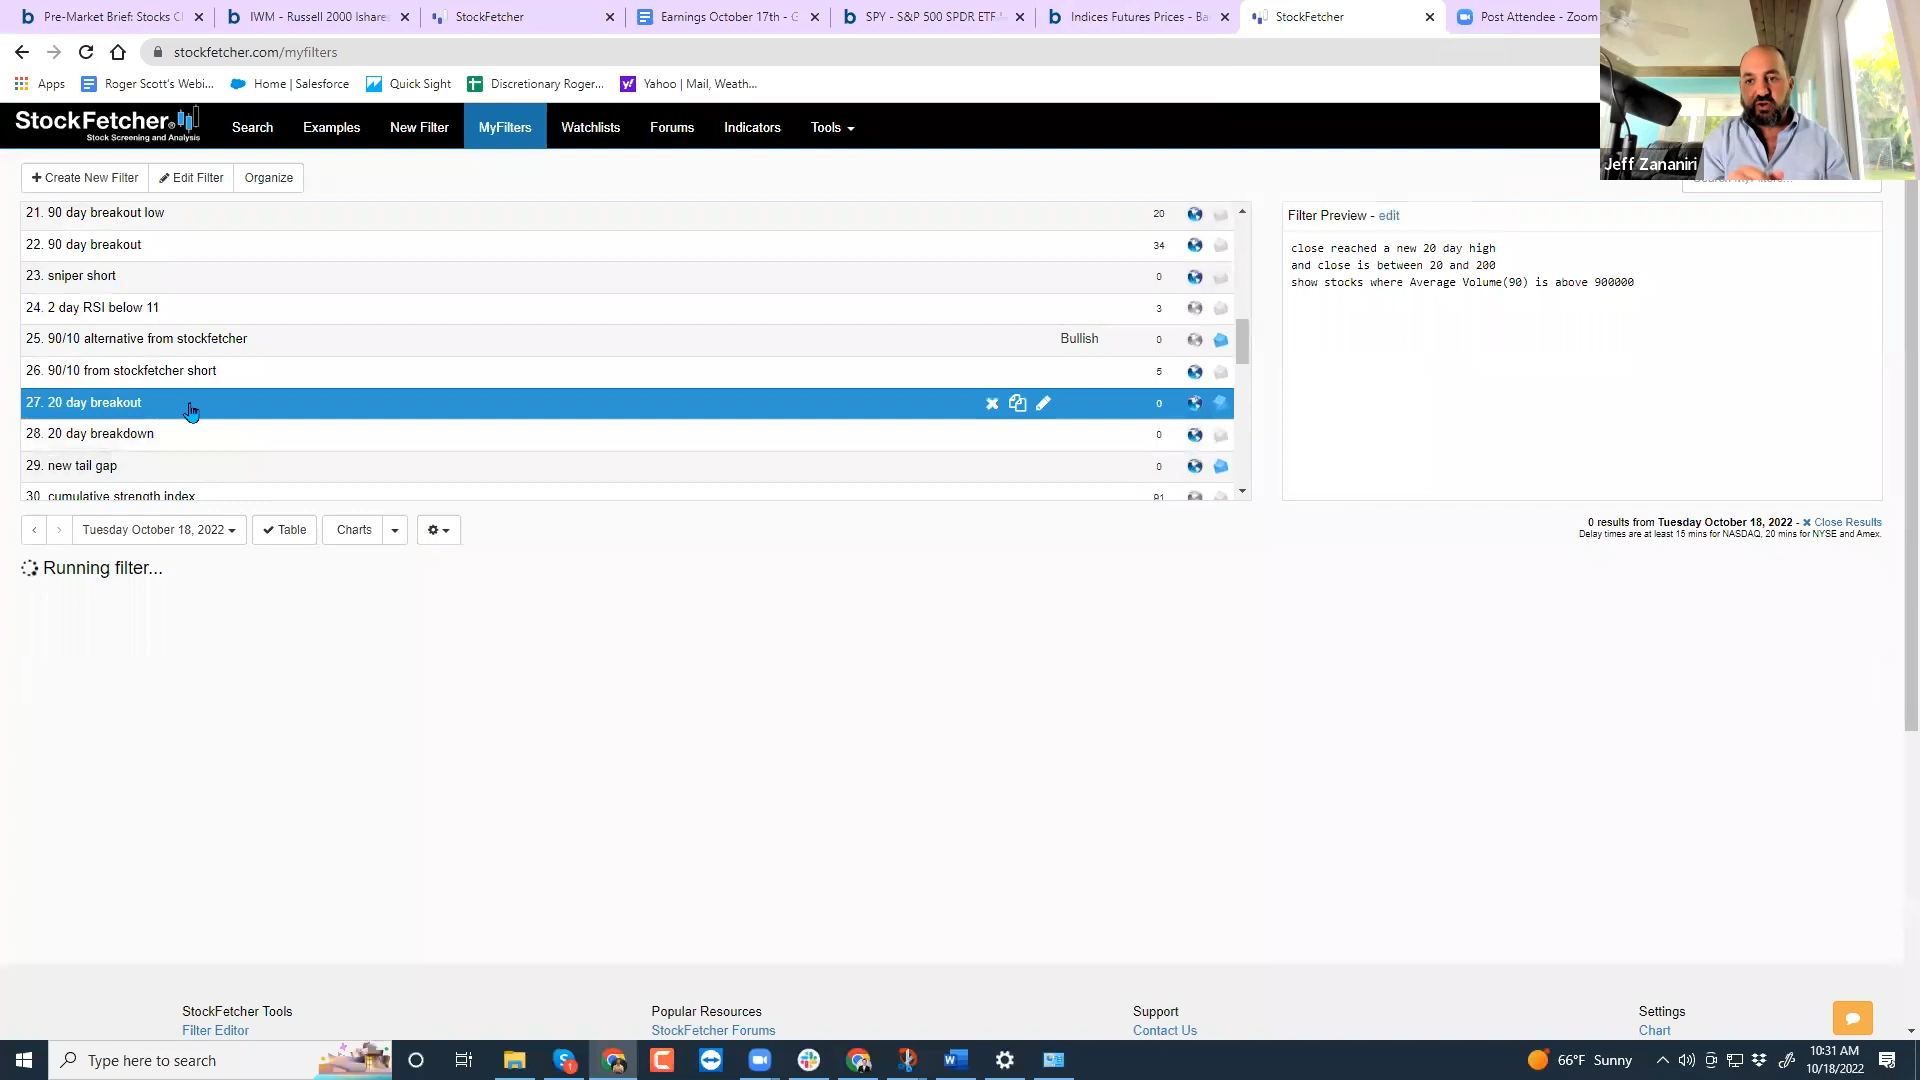 Pre-Market Brief: Stocks Cl
IWM - Russell 2000 Ishares
StockFetcher
Earnings October 17th - G
SPY - S&P 500 SPDR ETF
Indices Futures Prices - Ba
StockFetcher
Post Attendee - Zoom
stockfetcher.com/myfilters
Apps
Roger Scott's Webi...
Home | Salesforce
Quick Sight
Discretionary Roger...
Yahoo | Mail, Weath...
StockFetcher®
Stock Screening and Analysis
Search
Examples
New Filter
MyFilters
Watchlists
Forums
Indicators
Tools
Jeff Zananiri
Create New Filter
Edit Filter
Organize
21. 90 day breakout low 20
22. 90 day breakout 34
23. sniper short 0
24. 2 day RSI below 11 3
25. 90/10 alternative from stockfetcher Bullish 0
26. 90/10 from stockfetcher short 5
27. 20 day breakout 0
28. 20 day breakdown 0
29. new tail gap 0
30. cumulative strength index 91
Filter Preview - edit
close reached a new 20 day high
and close is between 20 and 200
show stocks where Average Volume(90) is above 900000
Tuesday October 18, 2022
Table
Charts
0 results from Tuesday October 18, 2022 - Close Results
Delay times are at least 15 mins for NASDAQ, 20 mins for NYSE and Amex.
Running filter...
StockFetcher Tools
Filter Editor
Popular Resources
StockFetcher Forums
Support
Contact Us
Settings
Chart
Type here to search
66°F Sunny
10:31 AM
10/18/2022